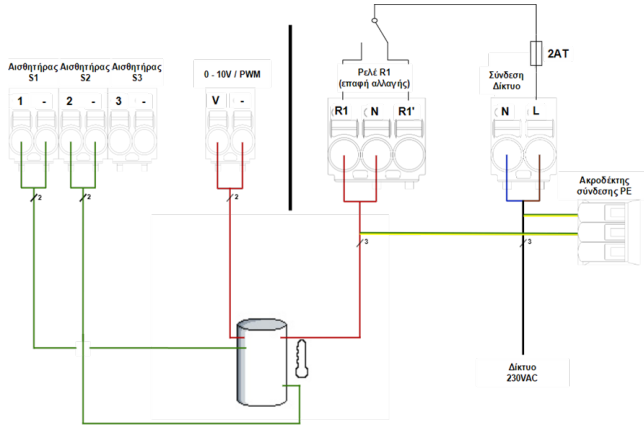 Αισθητήρας Αισθητήρας Αισθητήρας
S1 S2 S3
0 - 10V / PWM
Ρελέ R1
(επαφή αλλαγής)
Σύνδεση
Δίκτυο
2AT
1 - 2 - 3 -
V -
R1 N R1'
N L
Ακροδέκτης
σύνδεσης PE
2
2
2
3
3
Δίκτυο
230VAC